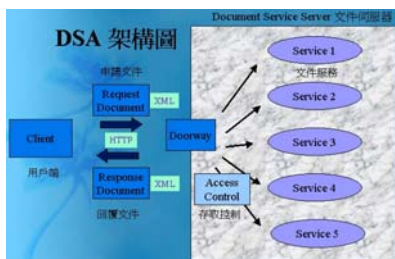 Document Service Server 文件伺服器
DSA 架構圖
申請文件
Request
Document
XML
HTTP
Client
用戶端
Doorway
Response
Document
XML
回覆文件
Access
Control
存取控制
Service 1
文件服務
Service 2
Service 3
Service 4
Service 5